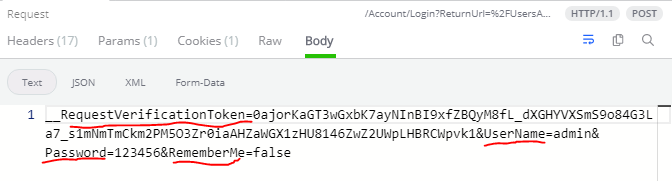 Request
/Account/Login?ReturnUrl=%2FUsersA...
HTTP/1.1
POST
Headers (17)
Params (1)
Cookies (1)
Raw
Body
Text
JSON
XML
Form-Data
1 __RequestVerificationToken=0ajorKaGT3wGxbK7ayNInBI9xfZBQyM8fL_dXGHYVXSmS9o84G3L
a7_simNmTmCkm2PM5O3Zr0iaAHZaWGX1zHU8146ZwZ2UWpLHBRCWpvk1&UserName=admin&
Password=123456&RememberMe=false